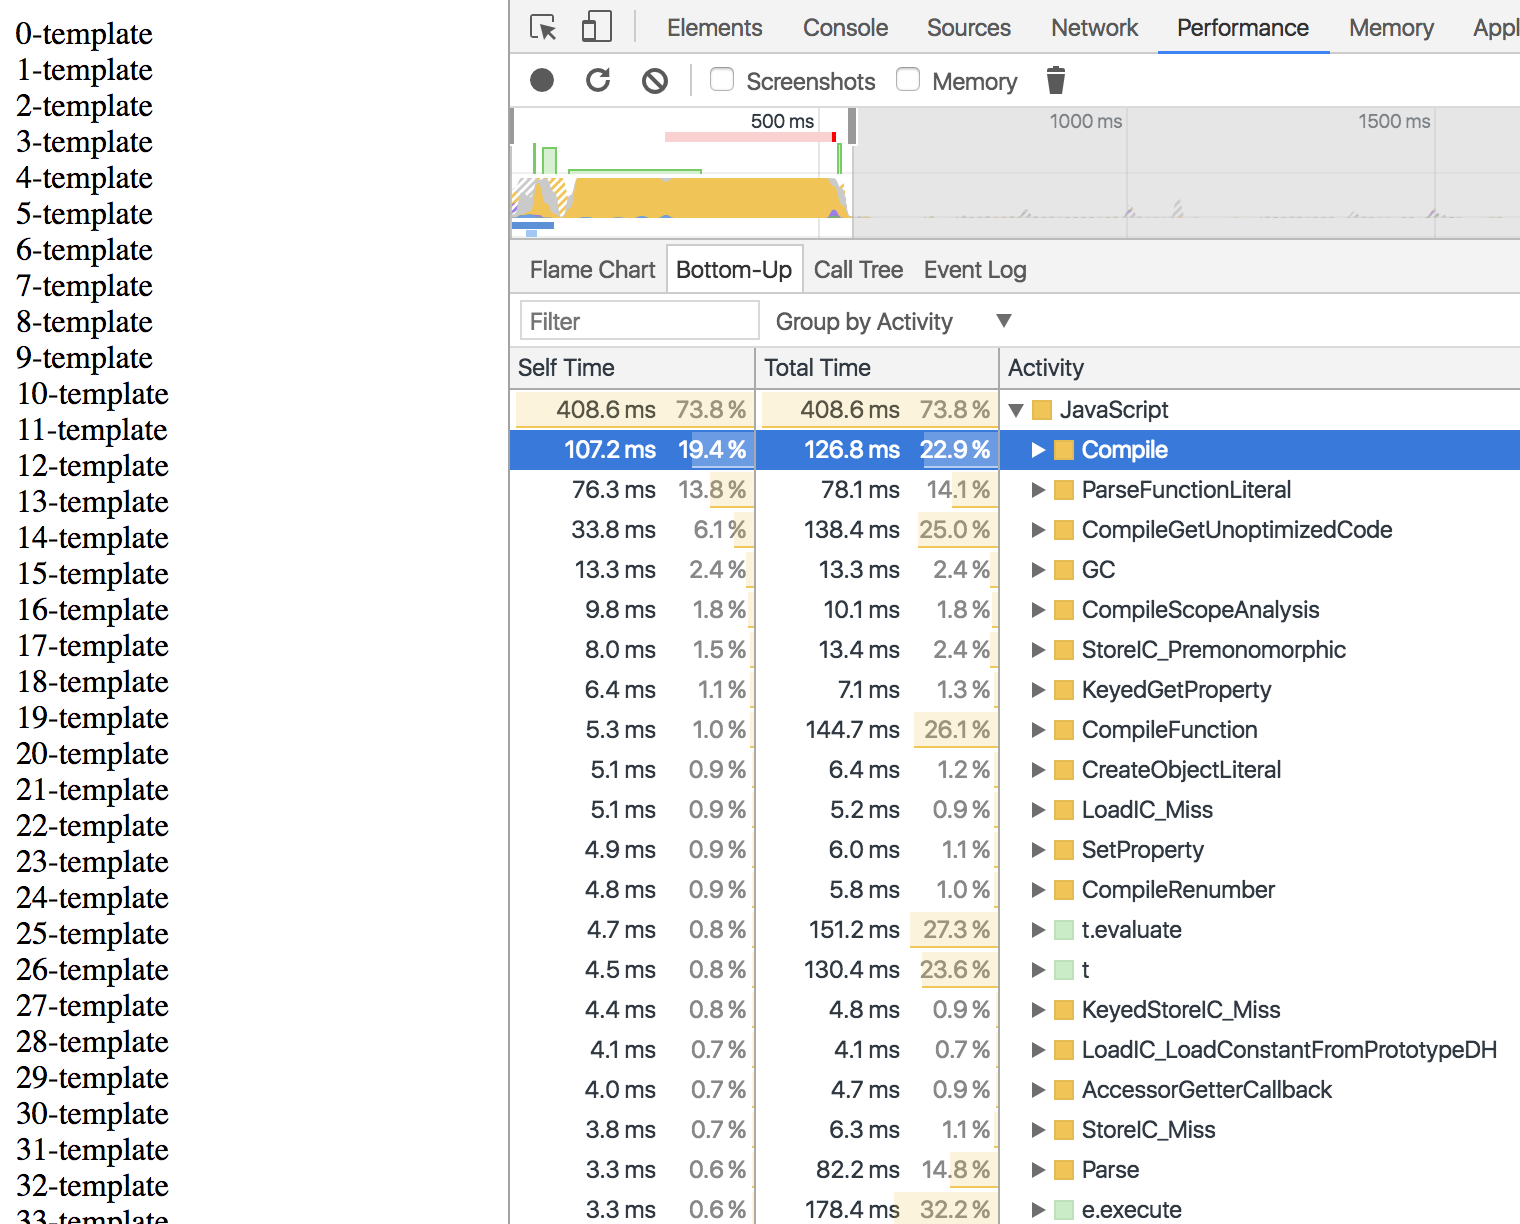 0-template
1-template
2-template
3-template
4-template
5-template
6-template
7-template
8-template
9-template
10-template
11-template
12-template
13-template
14-template
15-template
16-template
17-template
18-template
19-template
20-template
21-template
22-template
23-template
24-template
25-template
26-template
27-template
28-template
29-template
30-template
31-template
32-template
33-template
Elements Console Sources Network Performance Memory Appl
Screenshots Memory
500 ms 1000 ms 1500 ms
Flame Chart Bottom-Up Call Tree Event Log
Filter Group by Activity ▼
Self Time Total Time Activity
408.6 ms 73.8 % 408.6 ms 73.8 % ▼ JavaScript
107.2 ms 19.4 % 126.8 ms 22.9 % ▶ Compile
76.3 ms 13.8 % 78.1 ms 14.1 % ▶ ParseFunctionLiteral
33.8 ms 6.1 % 138.4 ms 25.0 % ▶ CompileGetUnoptimizedCode
13.3 ms 2.4 % 13.3 ms 2.4 % ▶ GC
9.8 ms 1.8 % 10.1 ms 1.8 % ▶ CompileScopeAnalysis
8.0 ms 1.5 % 13.4 ms 2.4 % ▶ StoreIC_Premonomorphic
6.4 ms 1.1 % 7.1 ms 1.3 % ▶ KeyedGetProperty
5.3 ms 1.0 % 144.7 ms 26.1 % ▶ CompileFunction
5.1 ms 0.9 % 6.4 ms 1.2 % ▶ CreateObjectLiteral
5.1 ms 0.9 % 5.2 ms 0.9 % ▶ LoadIC_Miss
4.9 ms 0.9 % 6.0 ms 1.1 % ▶ SetProperty
4.8 ms 0.9 % 5.8 ms 1.0 % ▶ CompileRenumber
4.7 ms 0.8 % 151.2 ms 27.3 % ▶ t.evaluate
4.5 ms 0.8 % 130.4 ms 23.6 % ▶ t
4.4 ms 0.8 % 4.8 ms 0.9 % ▶ KeyedStoreIC_Miss
4.1 ms 0.7 % 4.1 ms 0.7 % ▶ LoadIC_LoadConstantFromPrototypeDH
4.0 ms 0.7 % 4.7 ms 0.9 % ▶ AccessorGetterCallback
3.8 ms 0.7 % 6.3 ms 1.1 % ▶ StoreIC_Miss
3.3 ms 0.6 % 82.2 ms 14.8 % ▶ Parse
3.3 ms 0.6 % 178.4 ms 32.2 % ▶ e.execute